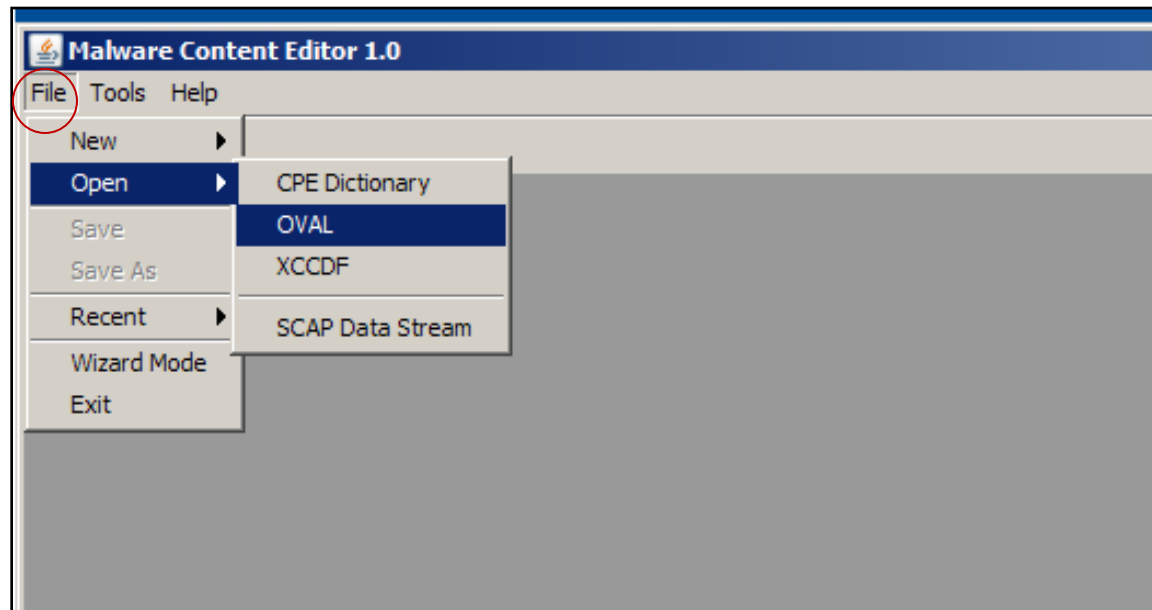 Malware Content Editor 1.0
File Tools Help
New
Open
Save
Save As
Recent
Wizard Mode
Exit
CPE Dictionary
OVAL
XCCDF
SCAP Data Stream